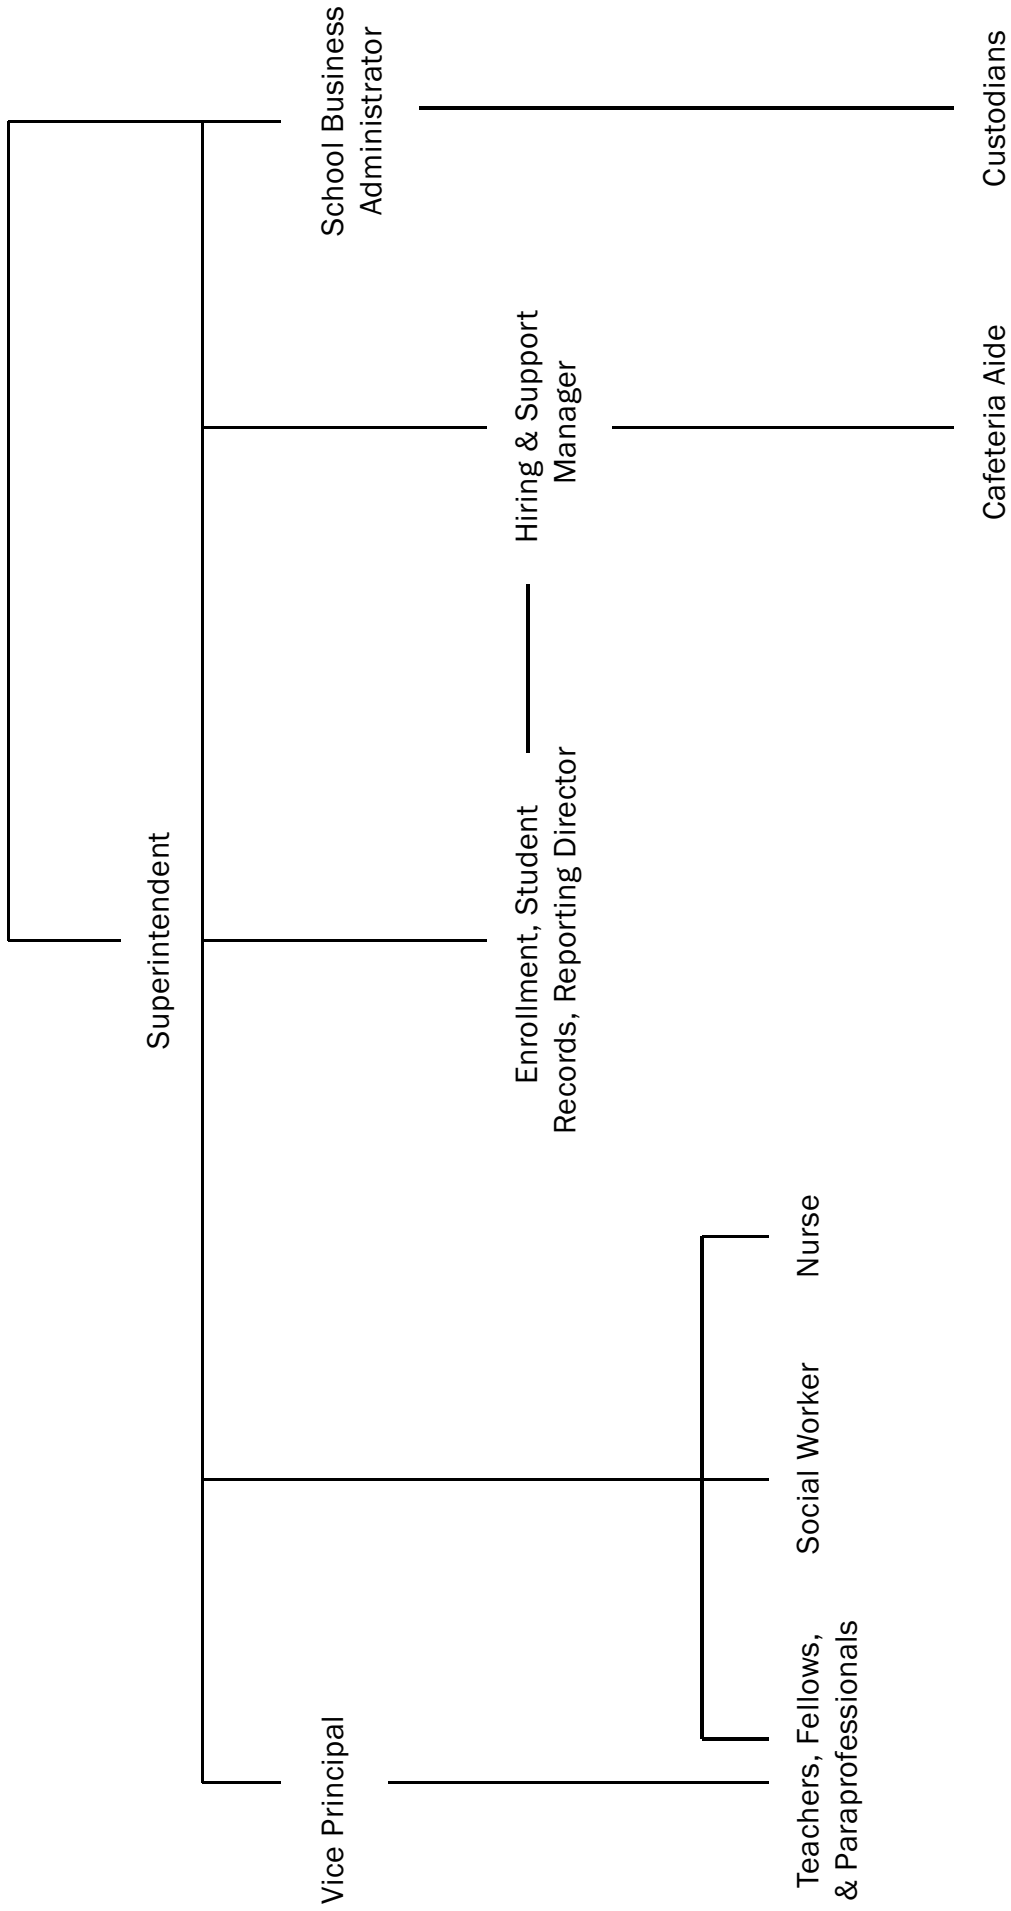 Superintendent
Vice Principal
School Business
Administrator
Enrollment, Student
Records, Reporting Director
Hiring & Support
Manager
Teachers, Fellows,
& Paraprofessionals
Social Worker
Nurse
Cafeteria Aide
Custodians